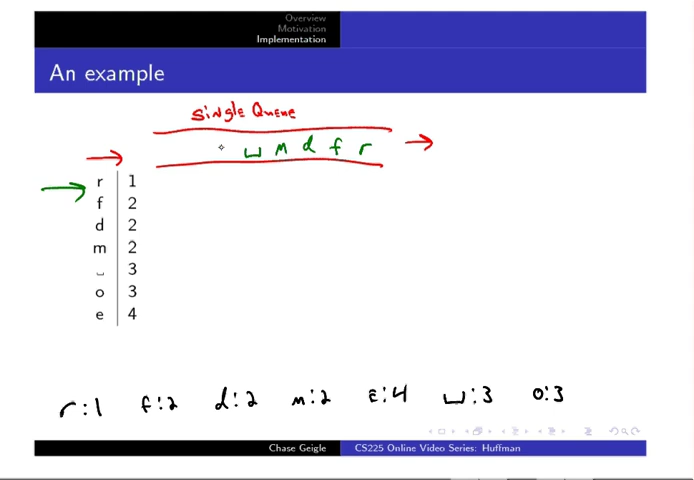 Overview
Motivation
Implementation
An example
Single Queue
␣ m d f r
r 1
f 2
d 2
m 2
␣ 3
o 3
e 4
r:1 f:2 d:2 m:2 e:4 ␣:3 o:3
Chase Geigle CS225 Online Video Series: Huffman